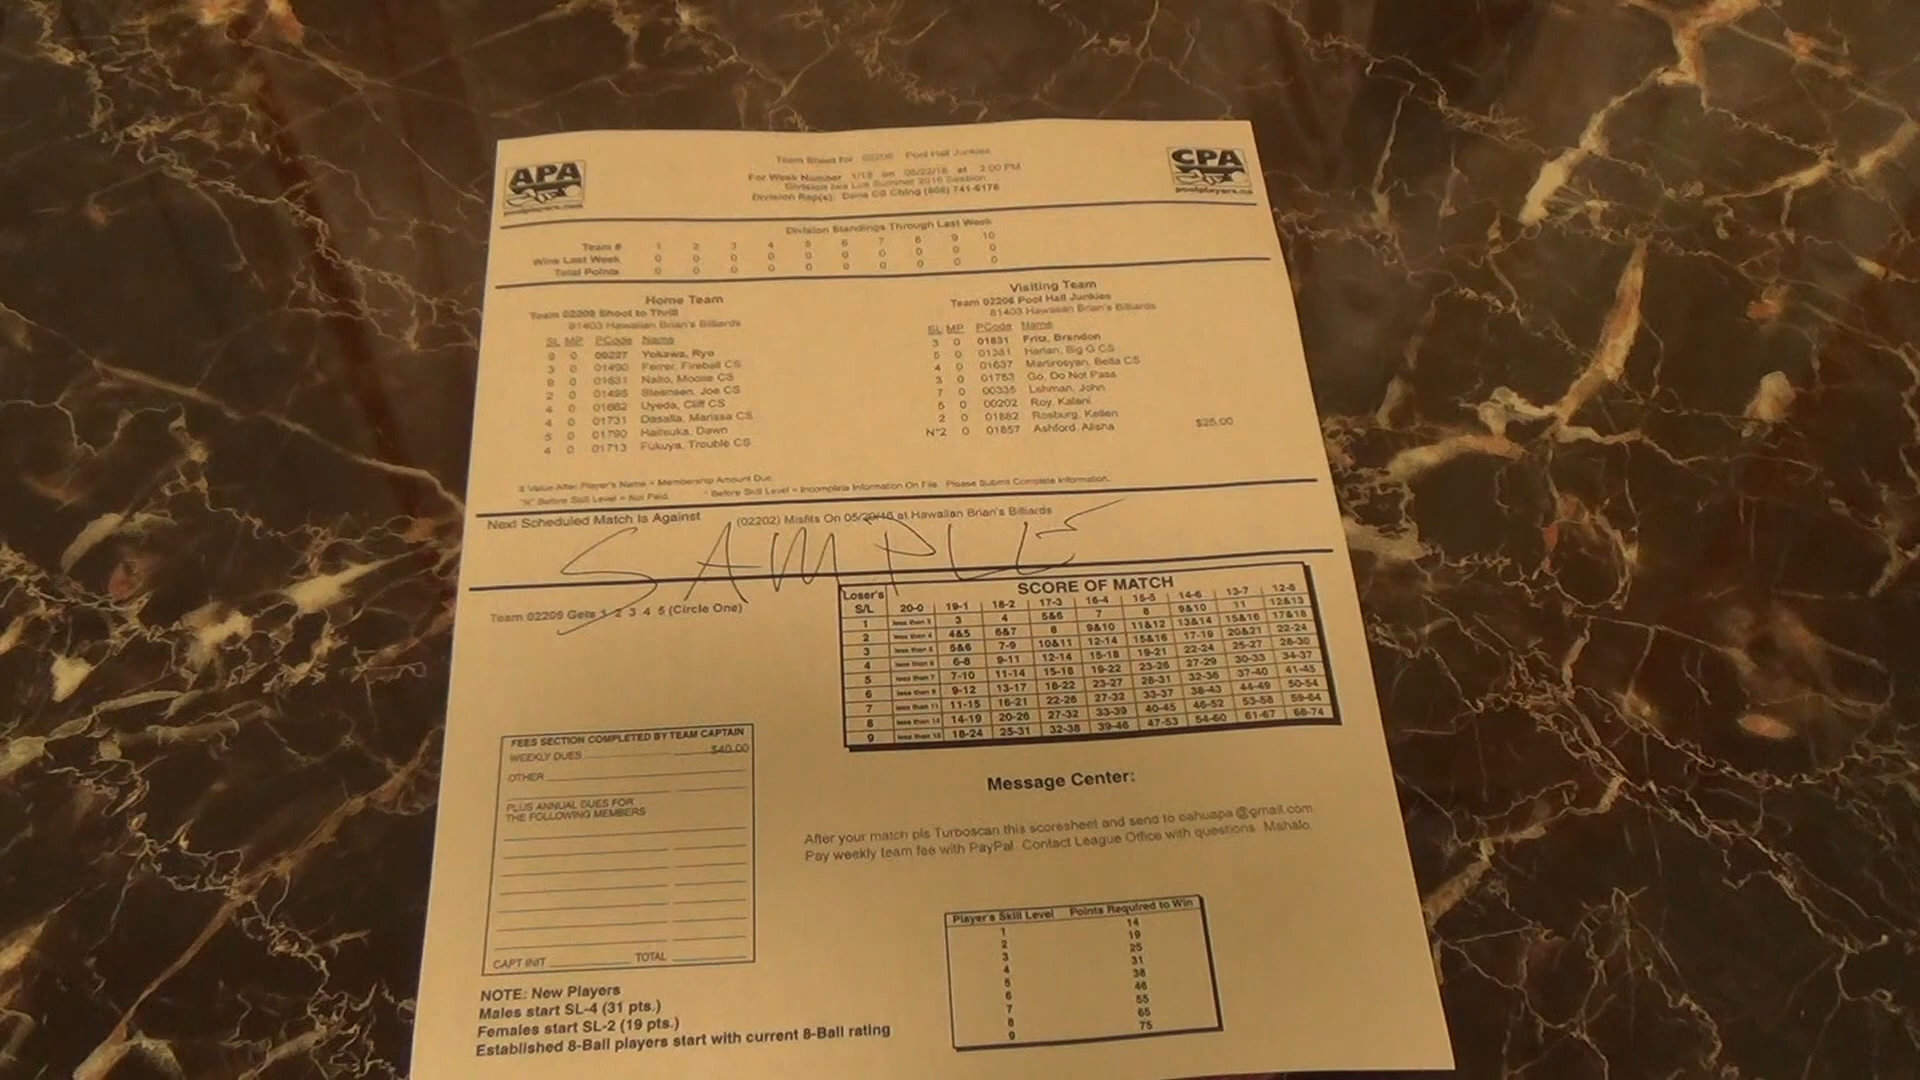 APA
poolplayers.com
CPA
poolplayers.ca
Team Sheet For 02206 Pool Hall Junkies
For Week Number 1/15 on 05/22/16 at 3:00 PM
Division Summer 2016 Session
Division Rep(s): Dana CG Ching (808) 741-6176
Division Standings Through Last Week
Team # 1 2 3 4 5 6 7 8 9 10
Wins Last Week 0 0 0 0 0 0 0 0 0 0
Total Points 0 0 0 0 0 0 0 0 0 0
Home Team
Team 02209 Shoot to Thrill
81403 Hawaiian Brian's Billiards
SL MP PCode Name
0 Yokawa, Ryo
3 0 01490 Ferrer, Fireball CS
0 01631 Naito, Moose CS
2 0 01495 Steensen, Joe CS
4 0 01662 Uyeda, Cliff CS
4 0 01731 Dasalla, Marissa CS
5 0 01790 Haitsuka, Dawn
4 0 01713 Fukuya, Trouble CS
Visiting Team
Team 02206 Pool Hall Junkies
81403 Hawaiian Brian's Billiards
SL MP PCode Name
3 0 01831 Fritz, Brandon
5 0 01381 Harlan, Big G CS
4 0 01637 Martirosyan, Bella CS
3 0 01753 Go, Do Not Pass
7 0 00335 Lehman, John
5 0 00202 Roy, Kalani
2 0 01882 Rosburg, Kellen
N*2 0 01857 Ashford, Alisha $25.00
$ Value After Player's Name = Membership Amount Due.
"N" Before Skill Level = Not Paid. * Before Skill Level = Incomplete Information On File. Please Submit Complete Information.
Next Scheduled Match Is Against (02202) Misfits On 05/29/16 at Hawaiian Brian's Billiards
SAMPLE
Team 02209 Gets 1 2 3 4 5 (Circle One)
SCORE OF MATCH
Loser's S/L 20-0 19-1 18-2 17-3 16-4 15-5 14-6 13-7 12-8
1 less than 3 3 4 5&6 7 8 9&10 11 12&13
2 less than 4 4&5 6&7 8 9&10 11&12 13&14 15&16 17&18
3 less than 5 5&6 7-9 10&11 12-14 15&16 17-19 20&21 22-24
4 less than 6 6-8 9-11 12-14 15-18 19-21 22-24 25-27 28-30
5 less than 7 7-10 11-14 15-18 19-22 23-26 27-29 30-33 34-37
6 less than 9 9-12 13-17 18-22 23-27 28-31 32-36 37-40 41-45
7 less than 11 11-15 16-21 22-26 27-32 33-37 38-43 44-49 50-54
8 less than 14 14-19 20-26 27-32 33-39 40-45 46-52 53-58 59-64
9 less than 18 18-24 25-31 32-38 39-46 47-53 54-60 61-67 68-74
FEES SECTION COMPLETED BY TEAM CAPTAIN
WEEKLY DUES $40.00
OTHER
PLUS ANNUAL DUES FOR
THE FOLLOWING MEMBERS
CAPT INIT TOTAL
Message Center:
After your match pls Turboscan this scoresheet and send to oahuapa@gmail.com.
Pay weekly team fee with PayPal. Contact League Office with questions. Mahalo.
Player's Skill Level Points Required to Win
1 14
2 19
3 25
4 31
5 38
6 46
7 55
8 65
9 75
NOTE: New Players
Males start SL-4 (31 pts.)
Females start SL-2 (19 pts.)
Established 8-Ball players start with current 8-Ball rating